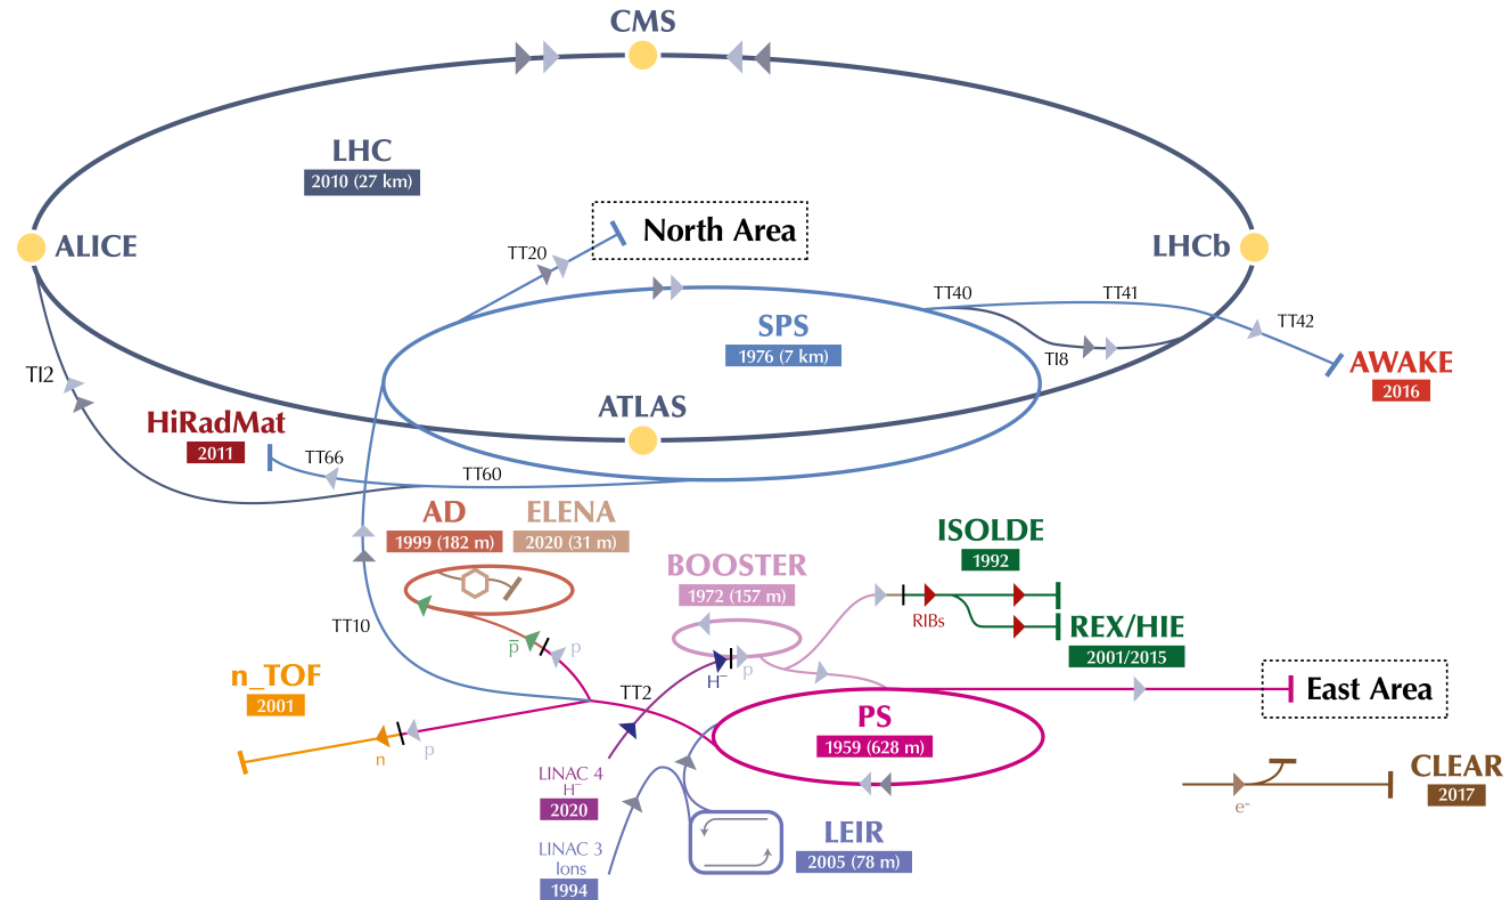 CMS
LHC
2010 (27 km)
North Area
TT20
ALICE
LHCb
TT40
TT41
TT42
SPS
1976 (7 km)
TI8
AWAKE
2016
TI2
ATLAS
HiRadMat
2011
TT66
TT60
AD
1999 (182 m)
ELENA
2020 (31 m)
ISOLDE
1992
BOOSTER
1972 (157 m)
RIBs
REX/HIE
2001/2015
TT10
p̅
p
H⁻
p
n_TOF
2001
TT2
East Area
PS
1959 (628 m)
n
p
LINAC 4
H⁻
2020
CLEAR
2017
e⁻
LEIR
2005 (78 m)
LINAC 3
Ions
1994